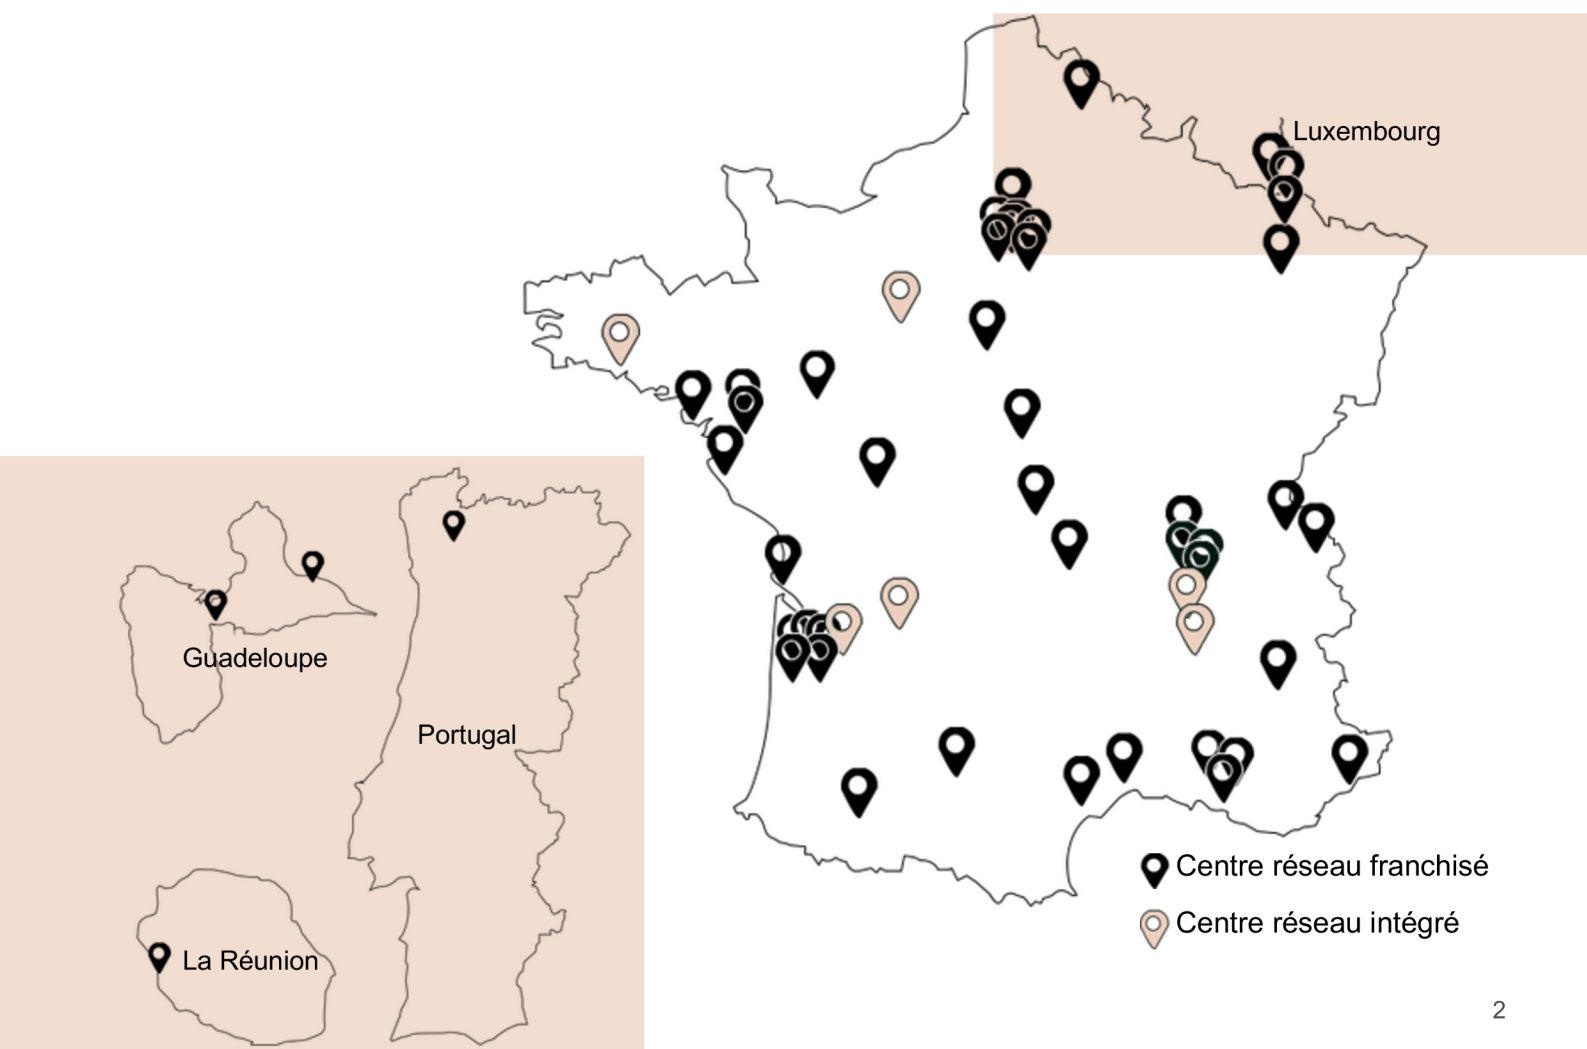 Luxembourg
Guadeloupe
Portugal
La Réunion
Centre réseau franchisé
Centre réseau intégré
2